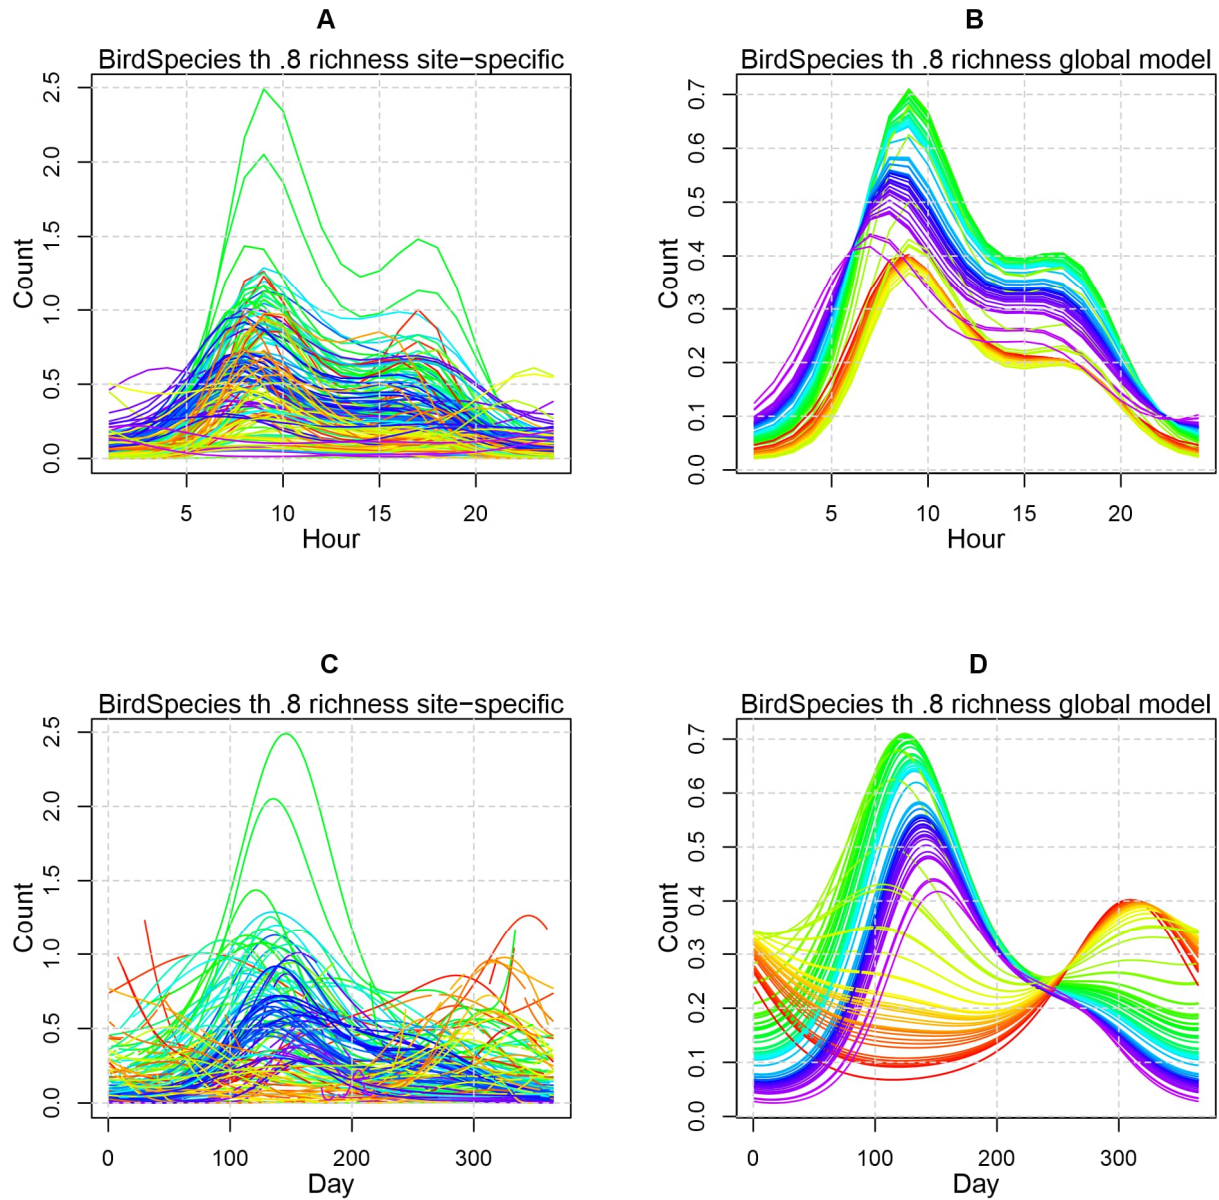 A
BirdSpecies th .8 richness site−specific
Count
0.0 0.5 1.0 1.5 2.0 2.5
5 10 15 20
Hour
B
BirdSpecies th .8 richness global model
Count
0.0 0.1 0.2 0.3 0.4 0.5 0.6 0.7
5 10 15 20
Hour
C
BirdSpecies th .8 richness site−specific
Count
0.0 0.5 1.0 1.5 2.0 2.5
0 100 200 300
Day
D
BirdSpecies th .8 richness global model
Count
0.0 0.1 0.2 0.3 0.4 0.5 0.6 0.7
0 100 200 300
Day